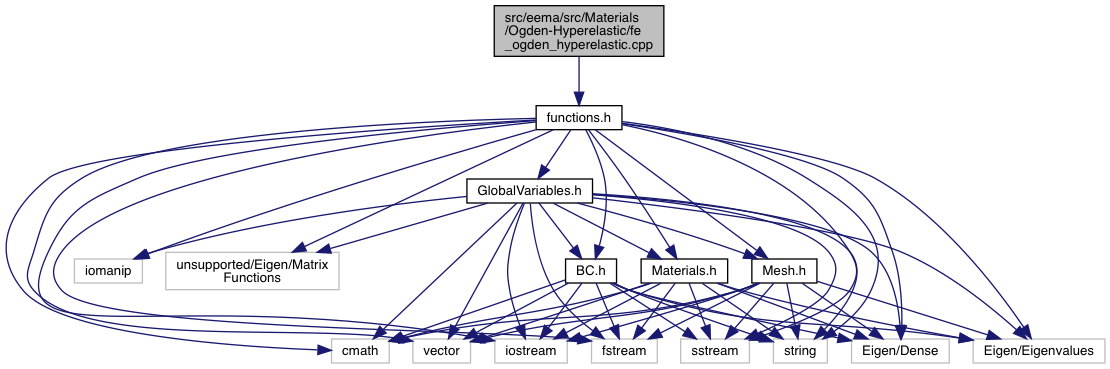 src/eema/src/Materials
/Ogden-Hyperelastic/fe
_ogden_hyperelastic.cpp
functions.h
GlobalVariables.h
iomanip
unsupported/Eigen/Matrix
Functions
BC.h
Materials.h
Mesh.h
cmath
vector
iostream
fstream
sstream
string
Eigen/Dense
Eigen/Eigenvalues